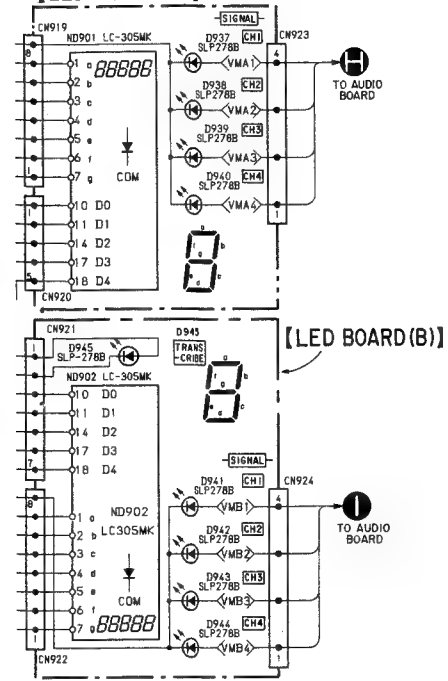 CN919
ND901 LC-305MK
SIGNAL
CN923
8
D937 CH1
SLP278B
VMA1
4
H
TO AUDIO
BOARD
1 a
88888
2 b
D938 CH2
SLP278B
VMA2
3 c
4 d
D939 CH3
SLP278B
VMA3
5 e
6 f
D940 CH4
SLP278B
VMA4
7 g
COM
1
1
1
10 D0
11 D1
14 D2
17 D3
18 D4
5
CN920
a
b
c
d
e
f
g
CN921
1
D945
SLP-278B
D945
TRANS
-CRIBE
【LED BOARD(B)】
ND902 LC-305MK
10 D0
11 D1
14 D2
17 D3
18 D4
7
a
b
c
d
e
f
g
SIGNAL
CN924
8
D941 CH1
SLP278B
VMB1
4
I
TO AUDIO
BOARD
1 a
ND902
LC305MK
2 b
D942 CH2
SLP278B
VMB2
3 c
4 d
D943 CH3
SLP278B
VMB3
5 e
6 f
COM
D944 CH4
SLP278B
VMB4
7 g
88888
1
1
CN922